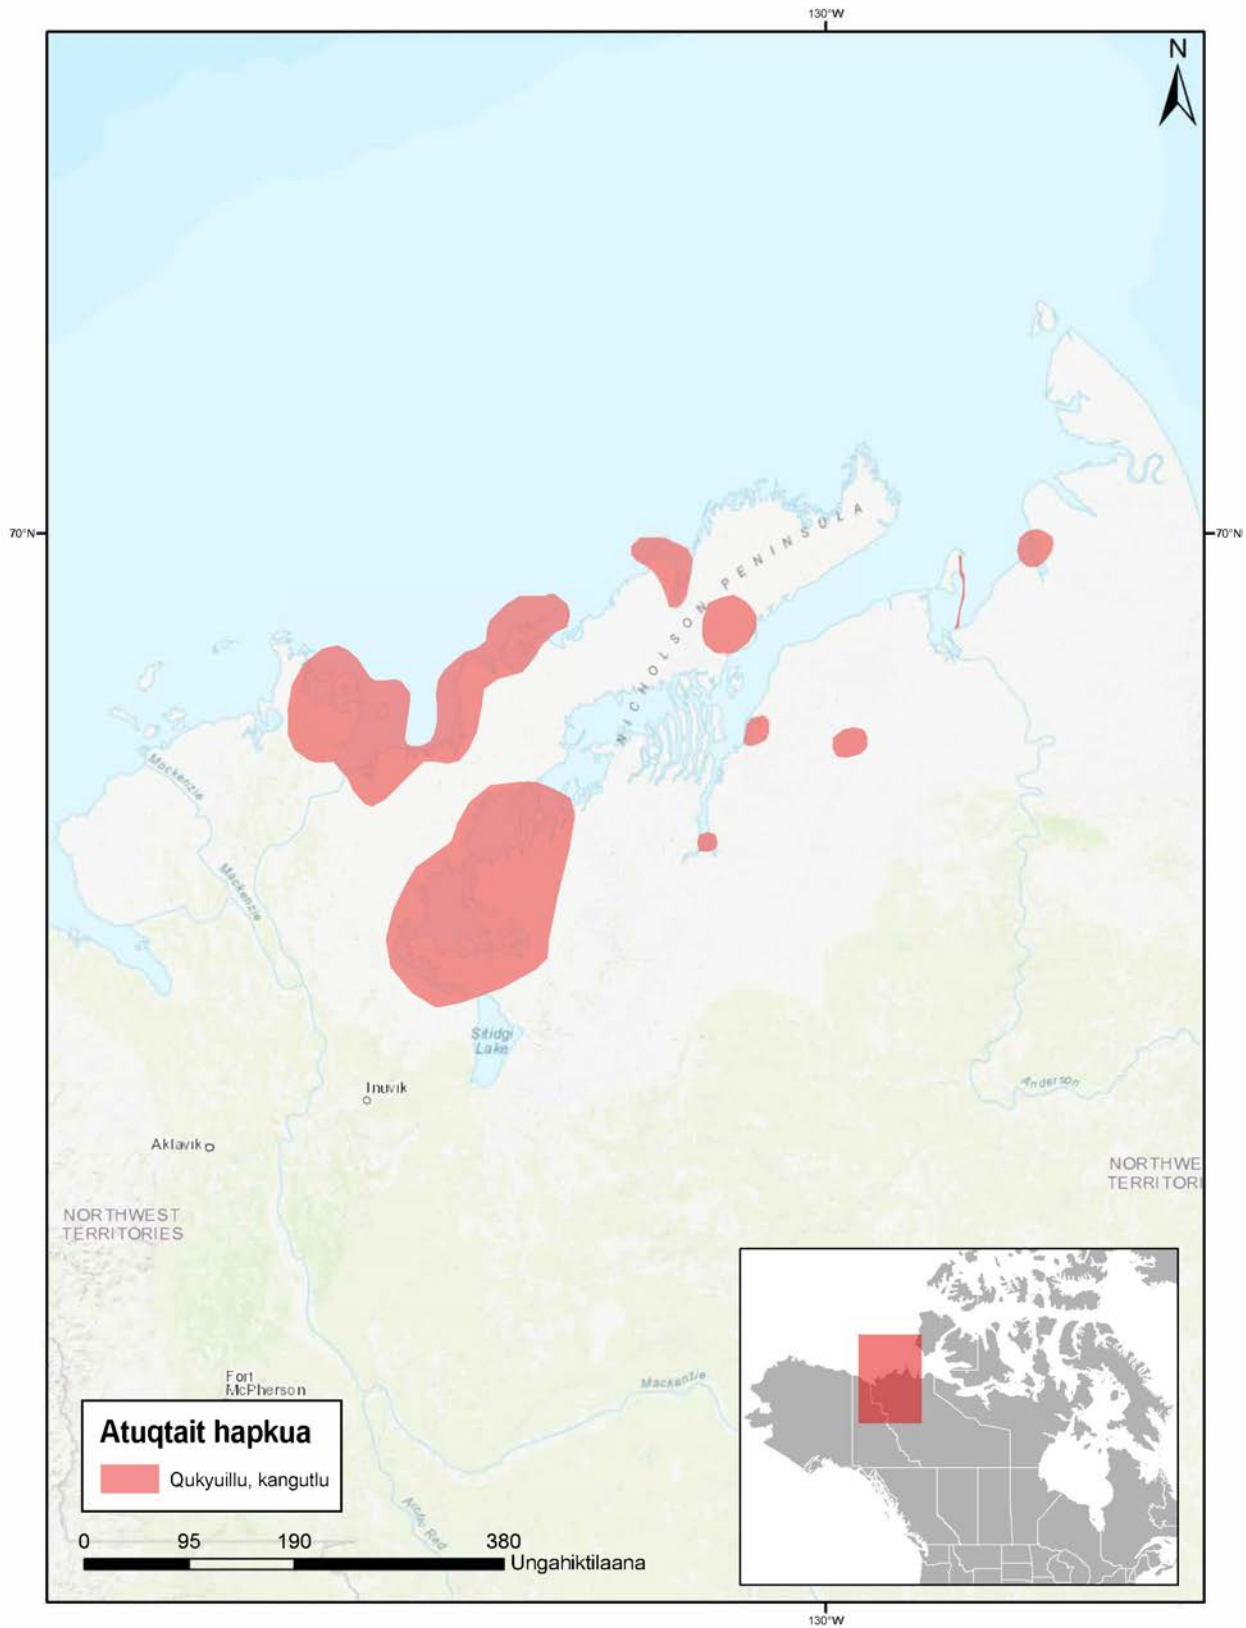 130°W
N
70°N
70°N
NICHOLSON PENINSULA
Mackenzie
Mackenzie
Sitidgi
Lake
Inuvik
Anderson
Aklavik
NORTHWE
TERRITORI
NORTHWEST
TERRITORIES
Fort
McPherson
Mackenzie
Atuqtait hapkua
Qukyuillu, kangutlu
Arctic Red
0 95 190 380
Ungahiktilaana
130°W